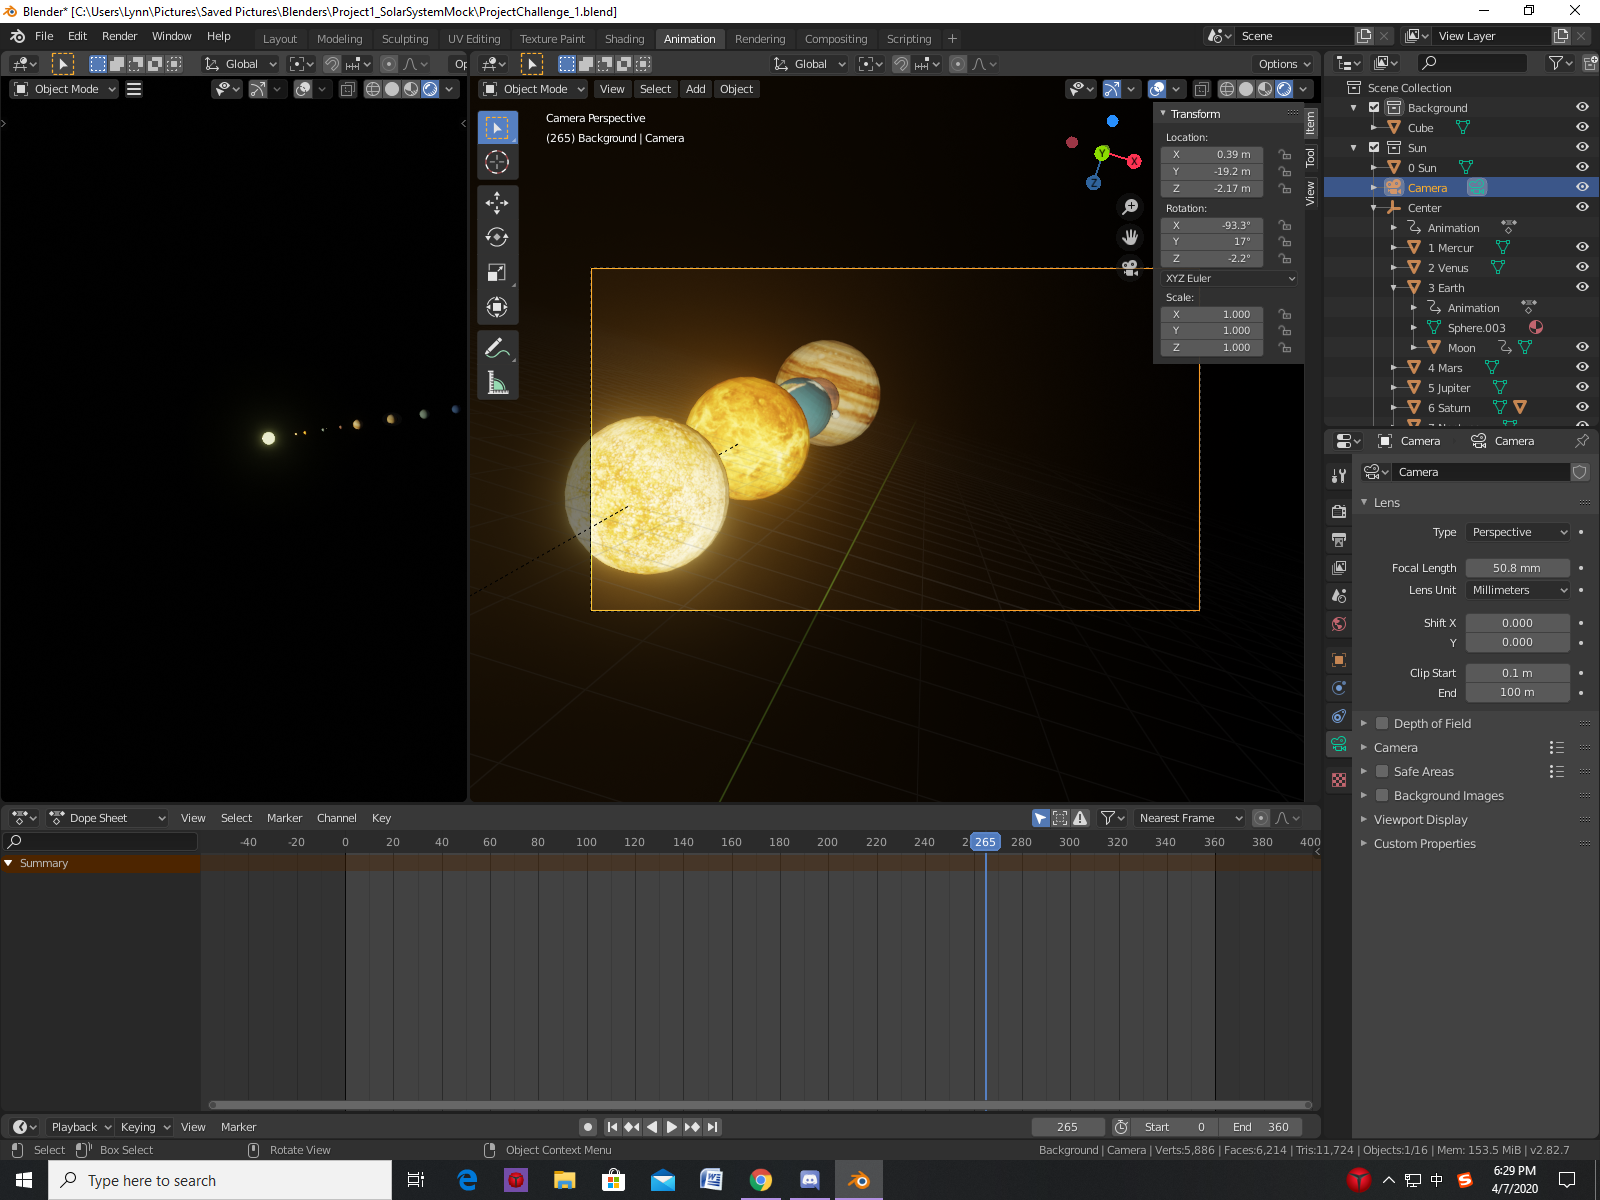 Blender* [C:\Users\Lynn\Pictures\Saved Pictures\Blenders\Project1_SolarSystemMock\ProjectChallenge_1.blend]
File Edit Render Window Help
Layout Modeling Sculpting UV Editing Texture Paint Shading Animation Rendering Compositing Scripting
Scene View Layer
Global Op
Global Options
Object Mode
Object Mode View Select Add Object
Camera Perspective
(265) Background | Camera
X
Y
Z
Transform
Location:
X 0.39 m
Y -19.2 m
Z -2.17 m
Rotation:
X -93.3°
Y 17°
Z -2.2°
XYZ Euler
Scale:
X 1.000
Y 1.000
Z 1.000
Item
Tool
View
Scene Collection
Background
Cube
Sun
0 Sun
Camera
Center
Animation
1 Mercur
2 Venus
3 Earth
Animation
Sphere.003
Moon
4 Mars
5 Jupiter
6 Saturn
Camera Camera
Camera
Lens
Type Perspective
Focal Length 50.8 mm
Lens Unit Millimeters
Shift X 0.000
Y 0.000
Clip Start 0.1 m
End 100 m
Depth of Field
Camera
Safe Areas
Background Images
Viewport Display
Custom Properties
Dope Sheet View Select Marker Channel Key Nearest Frame
-40 -20 0 20 40 60 80 100 120 140 160 180 200 220 240 2 265 280 300 320 340 360 380 400
Summary
Playback Keying View Marker 265 Start 0 End 360
Select Box Select Rotate View Object Context Menu
Background | Camera | Verts:5,886 | Faces:6,214 | Tris:11,724 | Objects:1/16 | Mem: 153.5 MiB | v2.82.7
Type here to search
中
6:29 PM
4/7/2020